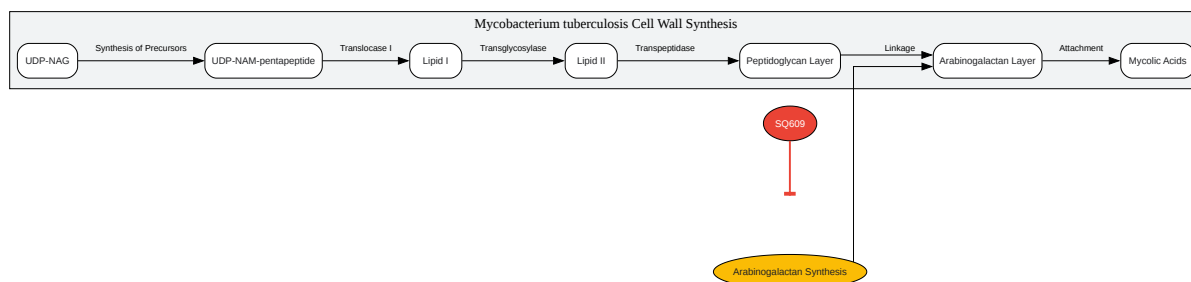 Mycobacterium tuberculosis Cell Wall Synthesis
UDP-NAG
Synthesis of Precursors
UDP-NAM-pentapeptide
Translocase I
Lipid I
Transglycosylase
Lipid II
Transpeptidase
Peptidoglycan Layer
Linkage
Arabinogalactan Layer
Attachment
Mycolic Acids
SQ609
Arabinogalactan Synthesis